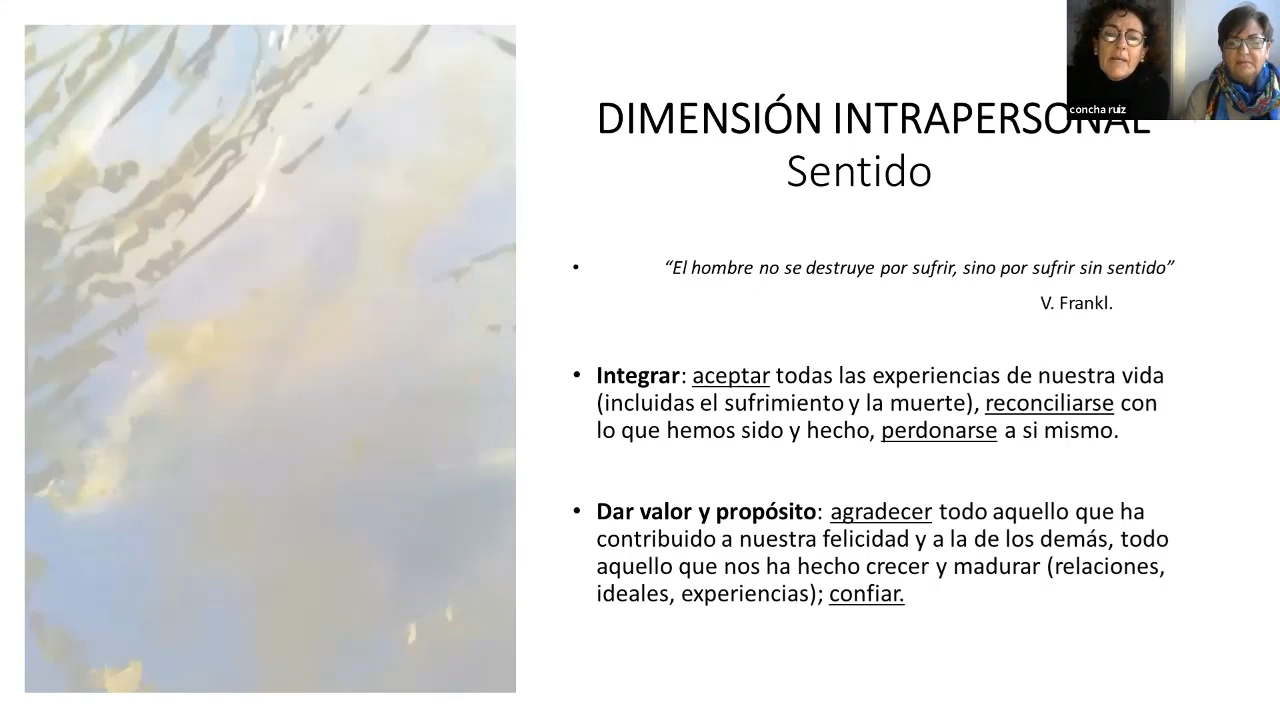 concha ruiz
DIMENSIÓN INTRAPERSONAL
Sentido
• “El hombre no se destruye por sufrir, sino por sufrir sin sentido”
V. Frankl.
• Integrar: aceptar todas las experiencias de nuestra vida
(incluidas el sufrimiento y la muerte), reconciliarse con
lo que hemos sido y hecho, perdonarse a si mismo.
• Dar valor y propósito: agradecer todo aquello que ha
contribuido a nuestra felicidad y a la de los demás, todo
aquello que nos ha hecho crecer y madurar (relaciones,
ideales, experiencias); confiar.